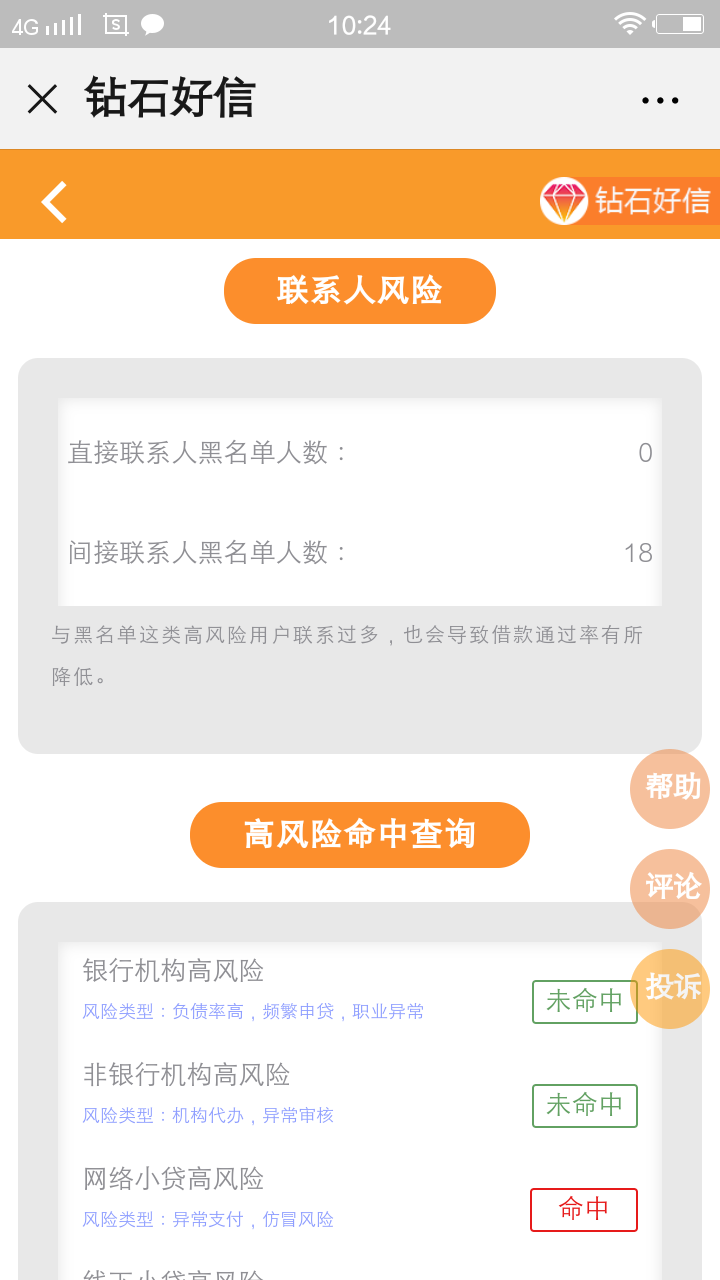 4G
10:24
钻石好信
钻石好信
联系人风险
直接联系人黑名单人数： 0
间接联系人黑名单人数： 18
与黑名单这类高风险用户联系过多，也会导致借款通过率有所
降低。
帮助
高风险命中查询
评论
银行机构高风险
风险类型：负债率高，频繁申贷，职业异常
未命中
投诉
非银行机构高风险
风险类型：机构代办，异常审核
未命中
网络小贷高风险
风险类型：异常支付，仿冒风险
命中
线下小贷高风险